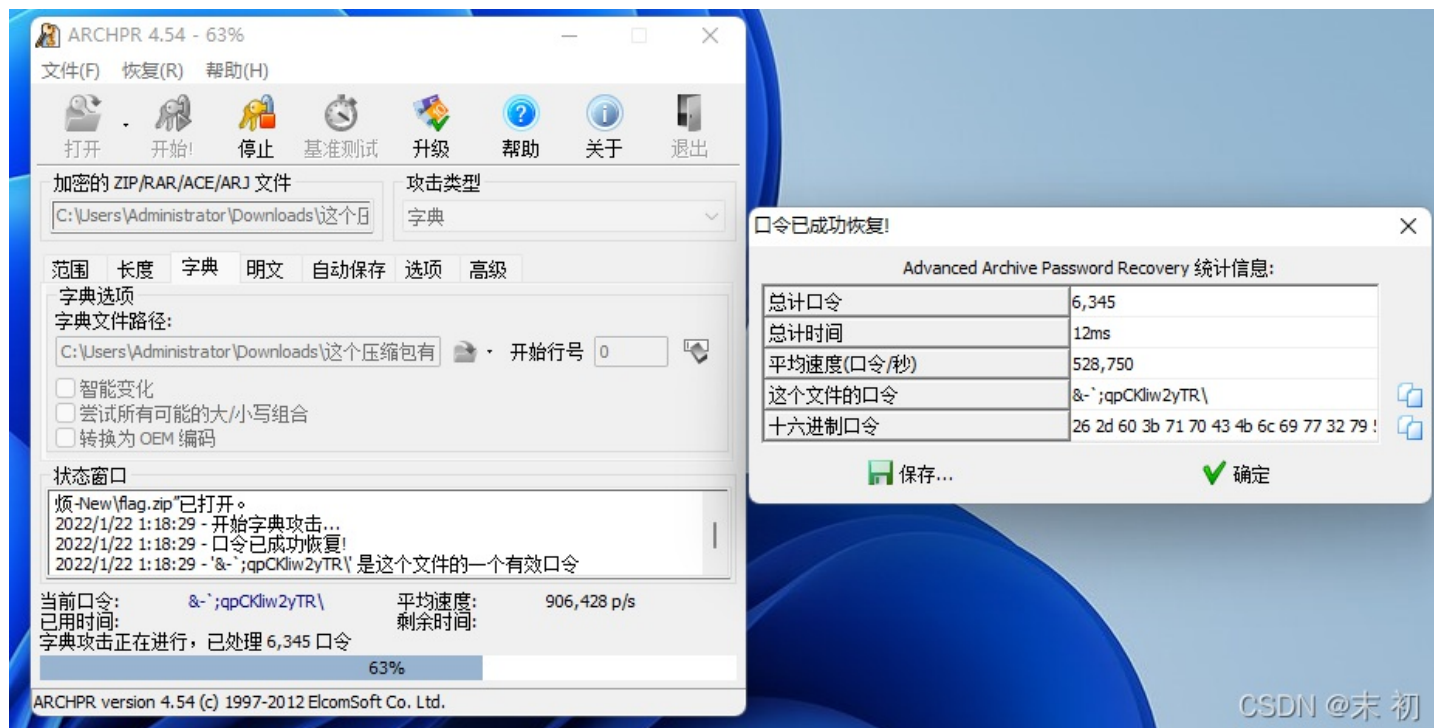 ARCHPR 4.54 - 63%
文件(F) 恢复(R) 帮助(H)
打开 开始! 停止 基准测试 升级 帮助 关于 退出
加密的 ZIP/RAR/ACE/ARJ 文件
C:\Users\Administrator\Downloads\这个压
攻击类型
字典
范围 长度 字典 明文 自动保存 选项 高级
字典选项
字典文件路径:
C:\Users\Administrator\Downloads\这个压缩包有
开始行号 0
智能变化
尝试所有可能的大/小写组合
转换为 OEM 编码
状态窗口
烦-New\flag.zip"已打开。
2022/1/22 1:18:29 - 开始字典攻击...
2022/1/22 1:18:29 - 口令已成功恢复!
2022/1/22 1:18:29 - '&-`;qpCKliw2yTR\' 是这个文件的一个有效口令
当前口令: &-`;qpCKliw2yTR\ 平均速度: 906,428 p/s
已用时间: 剩余时间:
字典攻击正在进行，已处理 6,345 口令
63%
ARCHPR version 4.54 (c) 1997-2012 ElcomSoft Co. Ltd.
口令已成功恢复!
Advanced Archive Password Recovery 统计信息:
总计口令 6,345
总计时间 12ms
平均速度(口令/秒) 528,750
这个文件的口令 &-`;qpCKliw2yTR\
十六进制口令 26 2d 60 3b 71 70 43 4b 6c 69 77 32 79
保存... 确定
CSDN @末 初